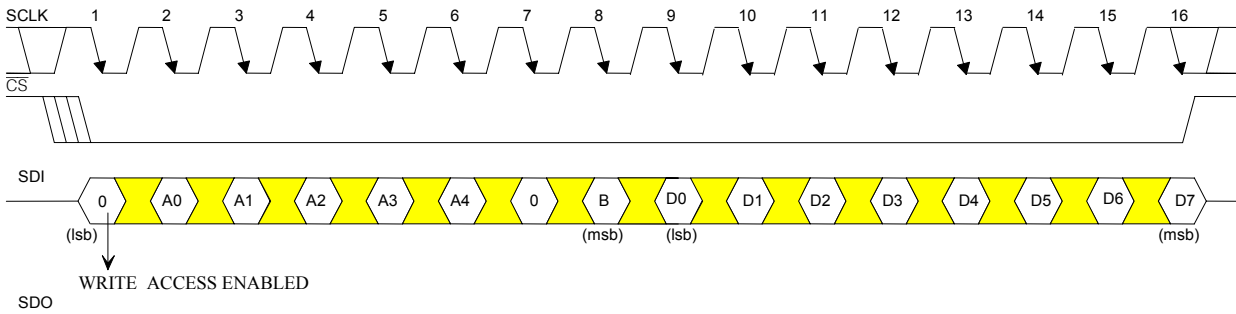 SCLK 1 2 3 4 5 6 7 8 9 10 11 12 13 14 15 16
CS
SDI
0 A0 A1 A2 A3 A4 0 B D0 D1 D2 D3 D4 D5 D6 D7
(lsb) (msb) (lsb) (msb)
WRITE ACCESS ENABLED
SDO